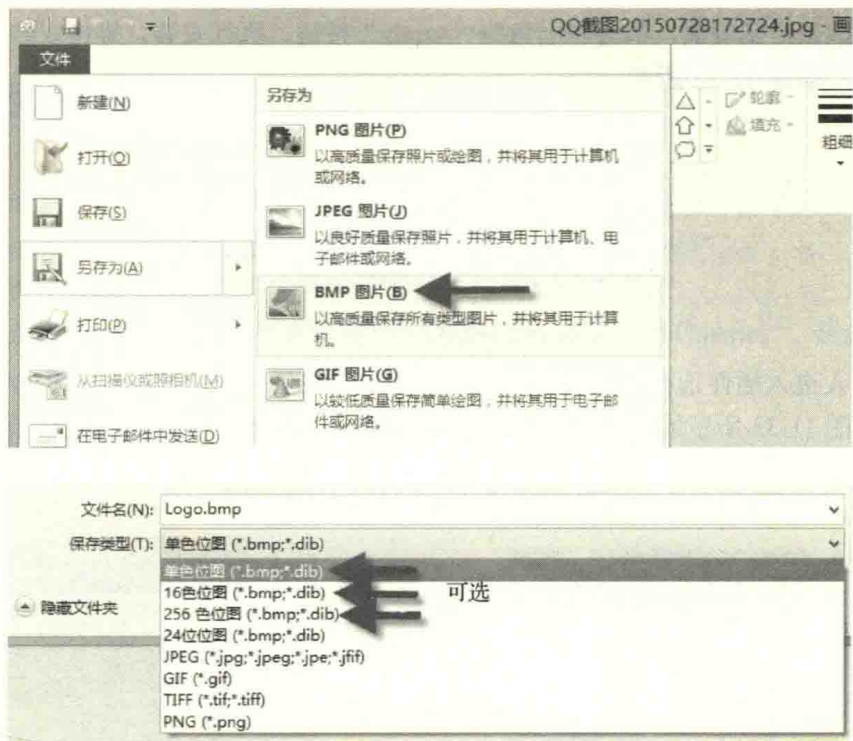 QQ截图20150728172724.jpg - 画
文件
新建(N)
打开(O)
保存(S)
另存为(A)
打印(P)
从扫描仪或照相机(M)
在电子邮件中发送(D)
另存为
PNG 图片(P)
以高质量保存照片或绘图，并将其用于计算机
或网络。
JPEG 图片(J)
以良好质量保存照片，并将其用于计算机、电
子邮件或网络。
BMP 图片(B)
以高质量保存所有类型图片，并将其用于计算
机。
GIF 图片(G)
以较低质量保存简单绘图，并将其用于电子邮
件或网络。
轮廓
填充
粗细
文件名(N): Logo.bmp
保存类型(T): 单色位图 (*.bmp;*.dib)
单色位图 (*.bmp;*.dib)
16色位图 (*.bmp;*.dib)
可选
256 色位图 (*.bmp;*.dib)
24位位图 (*.bmp;*.dib)
JPEG (*.jpg;*.jpeg;*.jpe;*.jfif)
GIF (*.gif)
TIFF (*.tif;*.tiff)
PNG (*.png)
隐藏文件夹